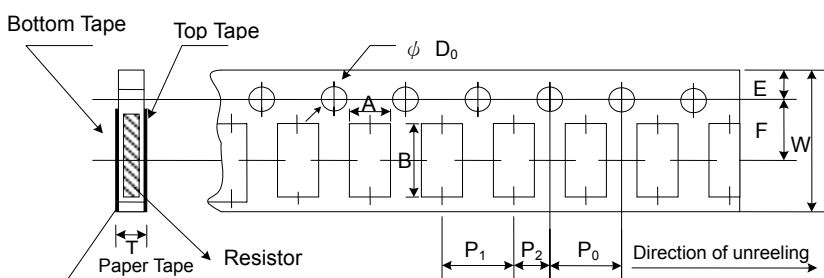 Bottom Tape
Top Tape
ϕ D₀
A
B
E
F
W
T
Paper Tape
Resistor
P₁
P₂
P₀
Direction of unreeling